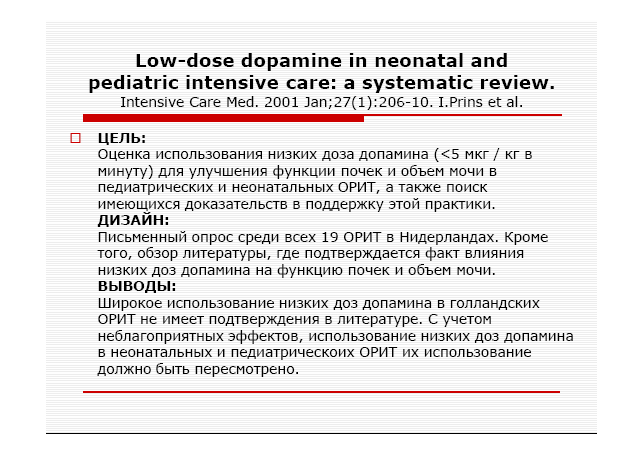 Low-dose dopamine in neonatal and
pediatric intensive care: a systematic review.
Intensive Care Med. 2001 Jan;27(1):206-10. I.Prins et al.
ЦЕЛЬ:
Оценка использования низких доза допамина (<5 мкг / кг в
минуту) для улучшения функции почек и объем мочи в
педиатрических и неонатальных ОРИТ, а также поиск
имеющихся доказательств в поддержку этой практики.
ДИЗАЙН:
Письменный опрос среди всех 19 ОРИТ в Нидерландах. Кроме
того, обзор литературы, где подтверждается факт влияния
низких доз допамина на функцию почек и объем мочи.
ВЫВОДЫ:
Широкое использование низких доз допамина в голландских
ОРИТ не имеет подтверждения в литературе. С учетом
неблагоприятных эффектов, использование низких доз допамина
в неонатальных и педиатрическоих ОРИТ их использование
должно быть пересмотрено.